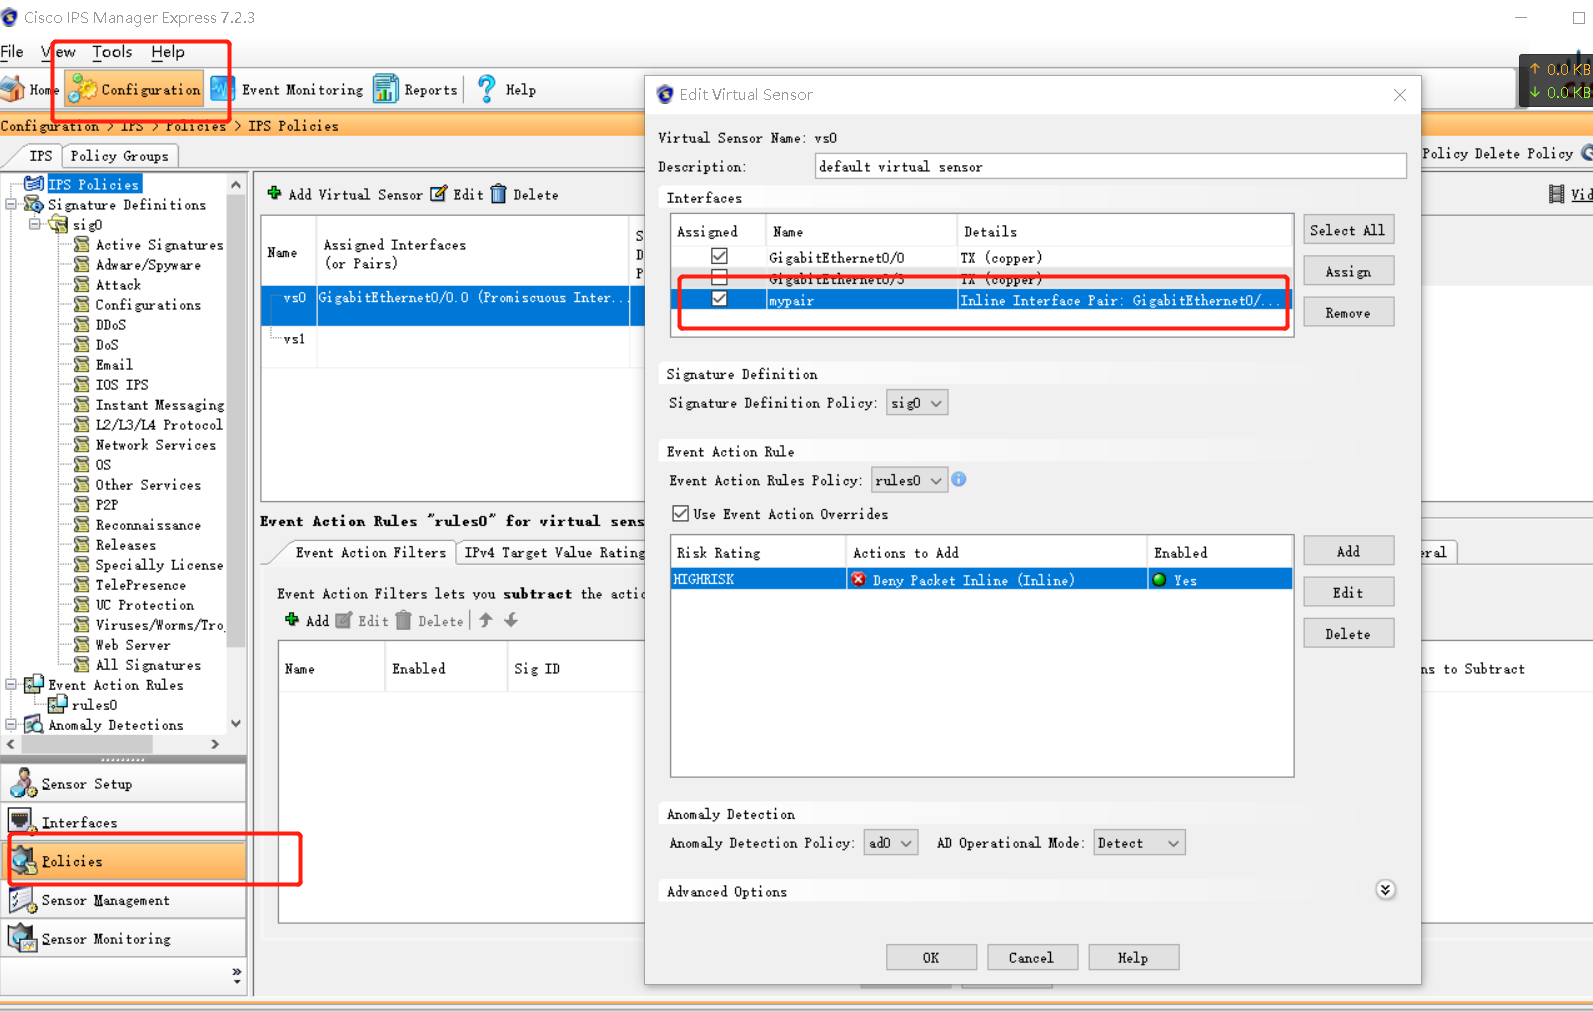 Cisco IPS Manager Express 7.2.3
File View Tools Help
Home Configuration Event Monitoring Reports Help
0.0 KB
0.0 KB
Configuration > IPS > Policies > IPS Policies
IPS Policy Groups
IPS Policies
Signature Definitions
sig0
Active Signatures
Adware/Spyware
Attack
Configurations
DDoS
DoS
Email
IOS IPS
Instant Messaging
L2/L3/L4 Protocol
Network Services
OS
Other Services
P2P
Reconnaissance
Releases
Specially License
TelePresence
UC Protection
Viruses/Worms/Tro
Web Server
All Signatures
Event Action Rules
rules0
Anomaly Detections
Sensor Setup
Interfaces
Policies
Sensor Management
Sensor Monitoring
Add Virtual Sensor Edit Delete
Name Assigned Interfaces
(or Pairs)
S
D
P
vs0 GigabitEthernet0/0.0 (Promiscuous Inter...
vs1
Event Action Rules "rules0" for virtual sens
Event Action Filters IPv4 Target Value Rating
Event Action Filters lets you subtract the actio
Add Edit Delete
Name Enabled Sig ID
Edit Virtual Sensor
Virtual Sensor Name: vs0
Description: default virtual sensor
Interfaces
Assigned Name Details
GigabitEthernet0/0 TX (copper)
GigabitEthernet0/3 TX (copper)
mypair Inline Interface Pair: GigabitEthernet0/...
Select All
Assign
Remove
Signature Definition
Signature Definition Policy: sig0
Event Action Rule
Event Action Rules Policy: rules0
Use Event Action Overrides
Risk Rating Actions to Add Enabled
HIGHRISK Deny Packet Inline (Inline) Yes
Add
Edit
Delete
Anomaly Detection
Anomaly Detection Policy: ad0 AD Operational Mode: Detect
Advanced Options
OK Cancel Help
Policy Delete Policy
Vid
eral
ns to Subtract